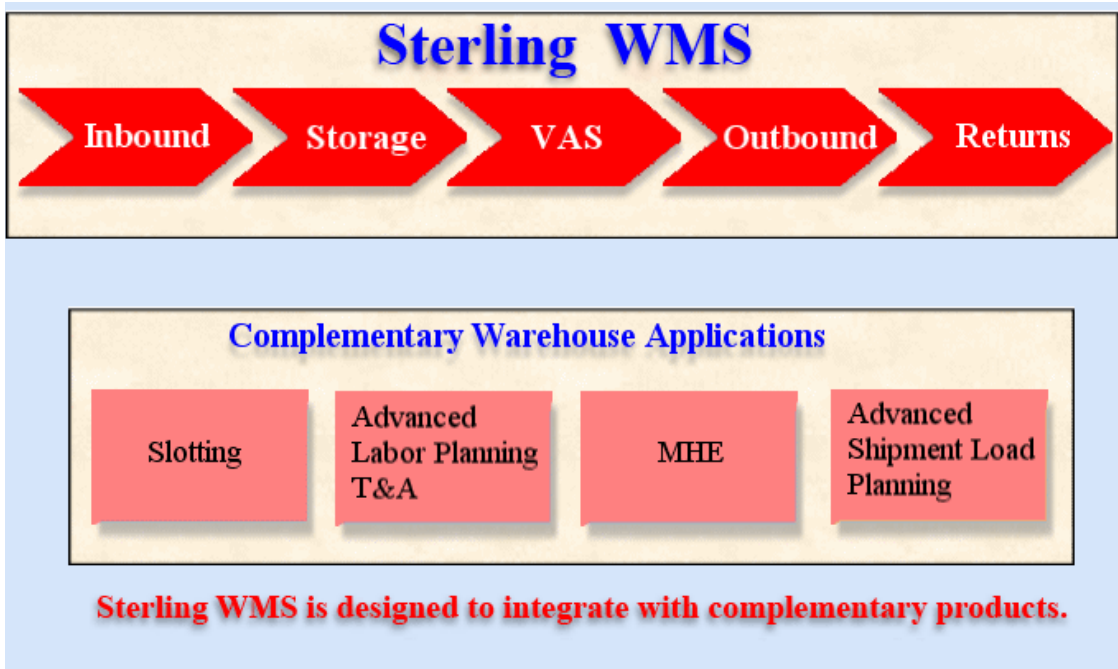 Sterling WMS
Inbound
Storage
VAS
Outbound
Returns
Complementary Warehouse Applications
Slotting
Advanced
Labor Planning
T&A
MHE
Advanced
Shipment Load
Planning
Sterling WMS is designed to integrate with complementary products.